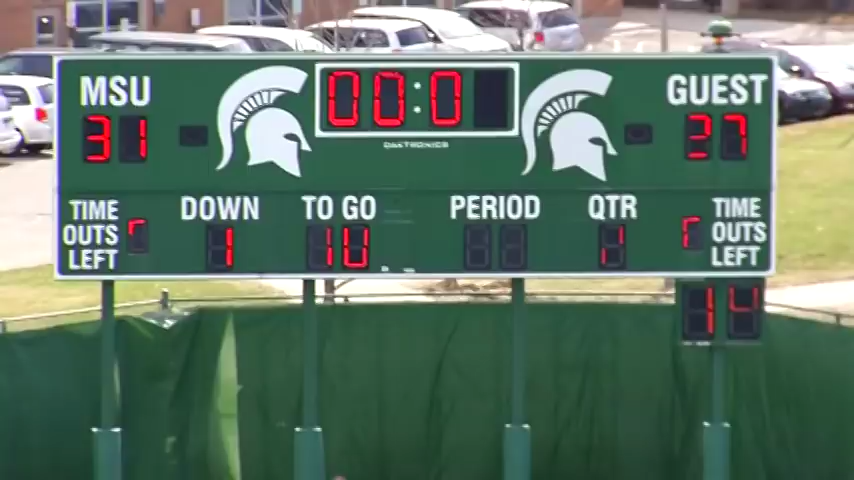 MSU 00:0 GUEST
31 27
DAKTRONICS
TIME OUTS LEFT DOWN 1 TO GO 10 PERIOD QTR TIME OUTS LEFT
14